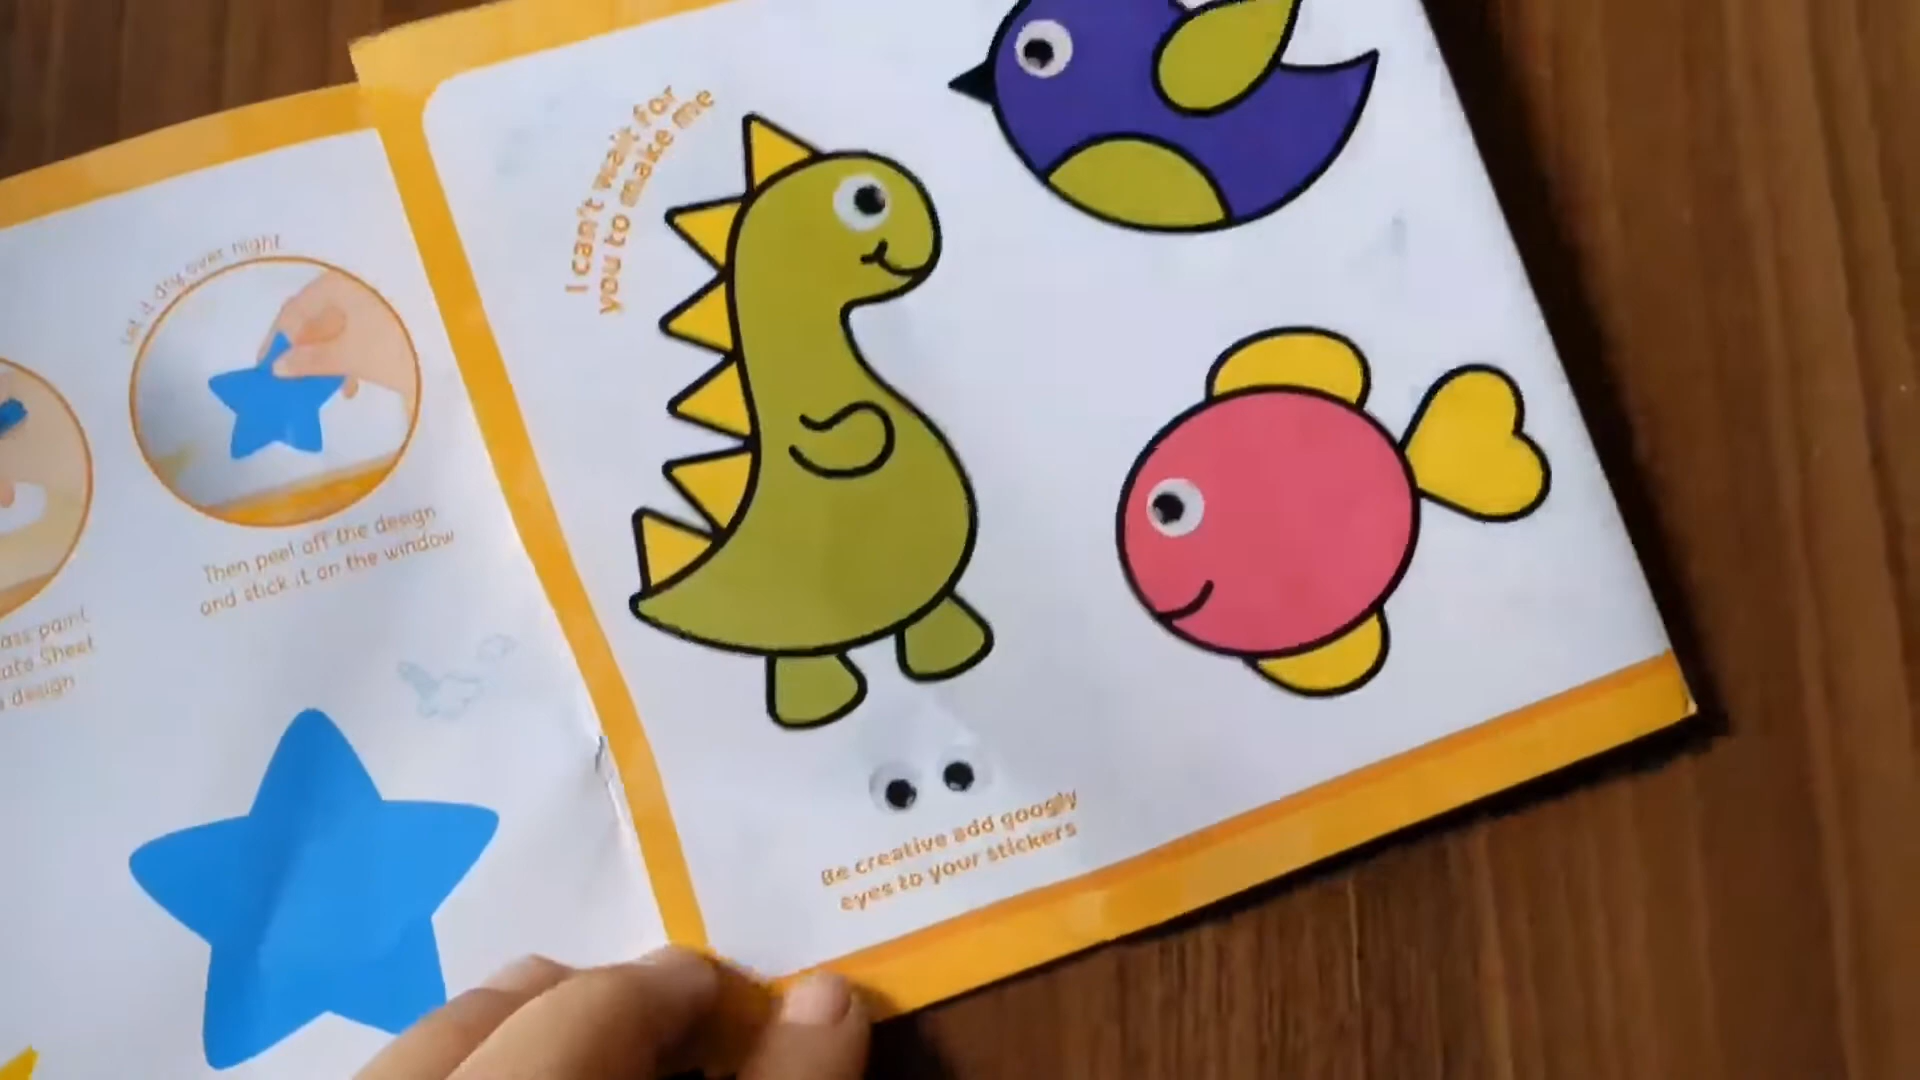 Let it dry over night
Then peel off the design
and stick it on the window
ass paint
ate Sheet
design
I can't wait for
you to make me
Be creative add googly
eyes to your stickers